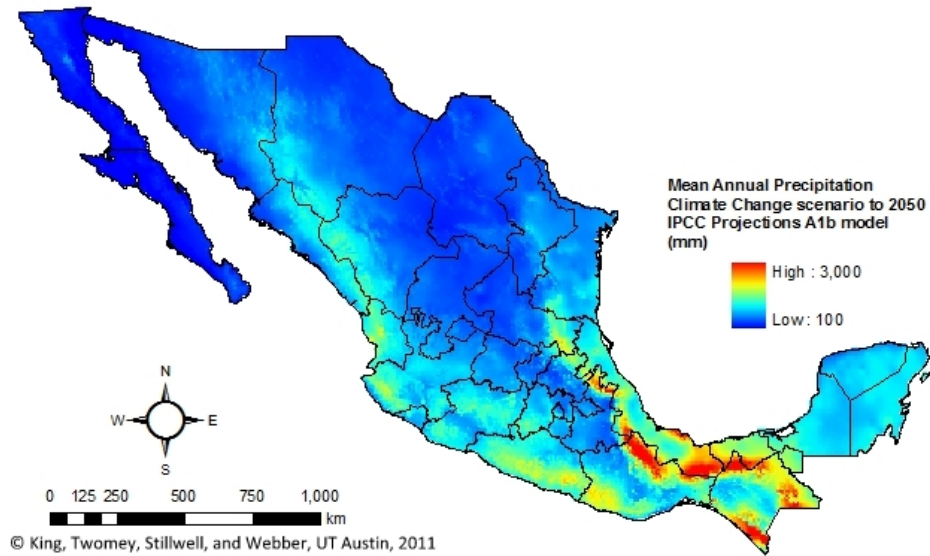 Mean Annual Precipitation
Climate Change scenario to 2050
IPCC Projections A1b model
(mm)
High : 3,000
Low : 100
N
W E
S
0 125 250 500 750 1,000
km
© King, Twomey, Stillwell, and Webber, UT Austin, 2011